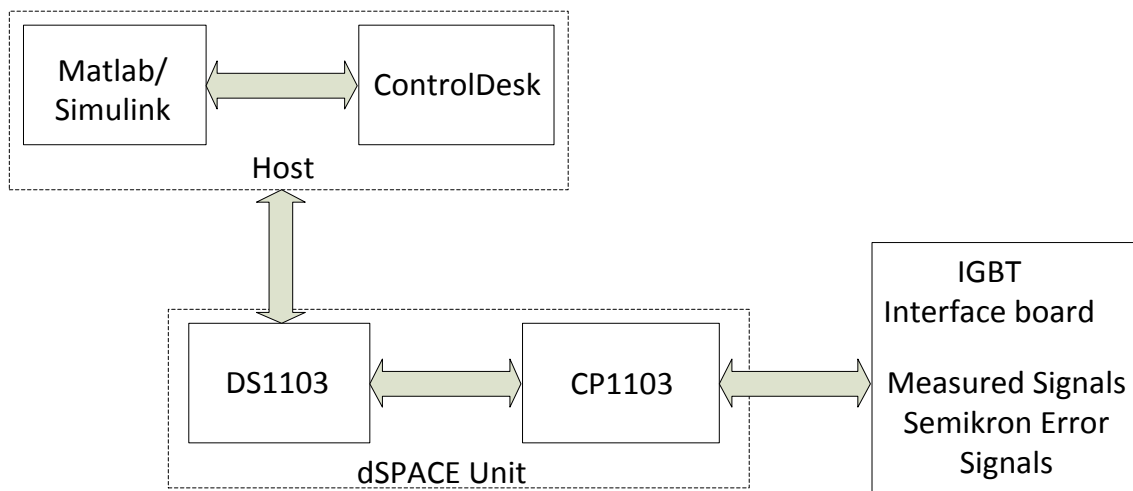 Matlab/
Simulink
ControlDesk
Host
DS1103
CP1103
dSPACE Unit
IGBT
Interface board
Measured Signals
Semikron Error
Signals